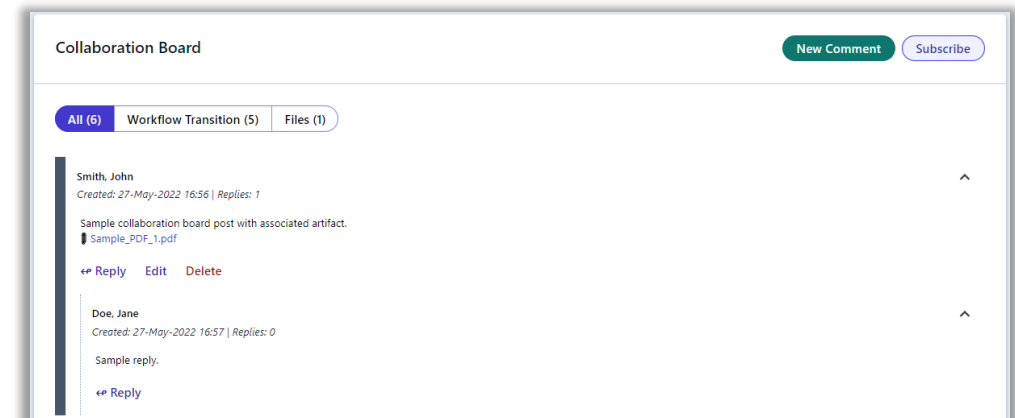 Collaboration Board
New Comment
Subscribe
All (6)
Workflow Transition (5)
Files (1)
Smith, John
Created: 27-May-2022 16:56 | Replies: 1
Sample collaboration board post with associated artifact.
Sample_PDF_1.pdf
Reply Edit Delete
Doe, Jane
Created: 27-May-2022 16:57 | Replies: 0
Sample reply.
Reply